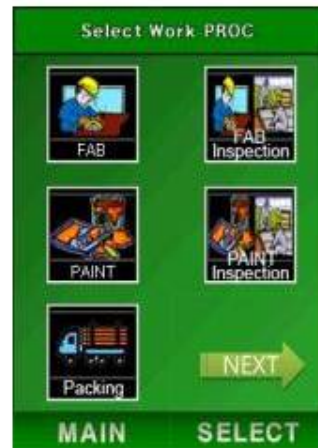 Select Work PROC
FAB
FAB
Inspection
PAINT
PAINT
Inspection
Packing
NEXT
MAIN
SELECT